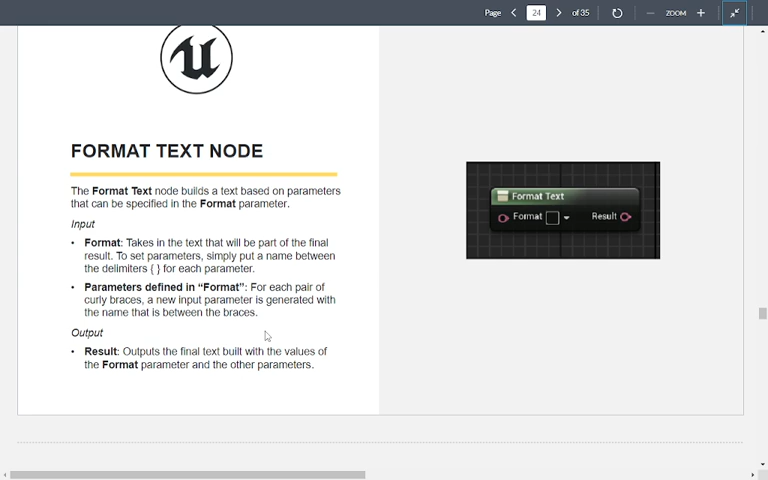 Page 24 of 35 ZOOM
FORMAT TEXT NODE
The Format Text node builds a text based on parameters
that can be specified in the Format parameter.
Input
• Format: Takes in the text that will be part of the final
result. To set parameters, simply put a name between
the delimiters { } for each parameter.
• Parameters defined in “Format”: For each pair of
curly braces, a new input parameter is generated with
the name that is between the braces.
Output
• Result: Outputs the final text built with the values of
the Format parameter and the other parameters.
Format Text
Format Result